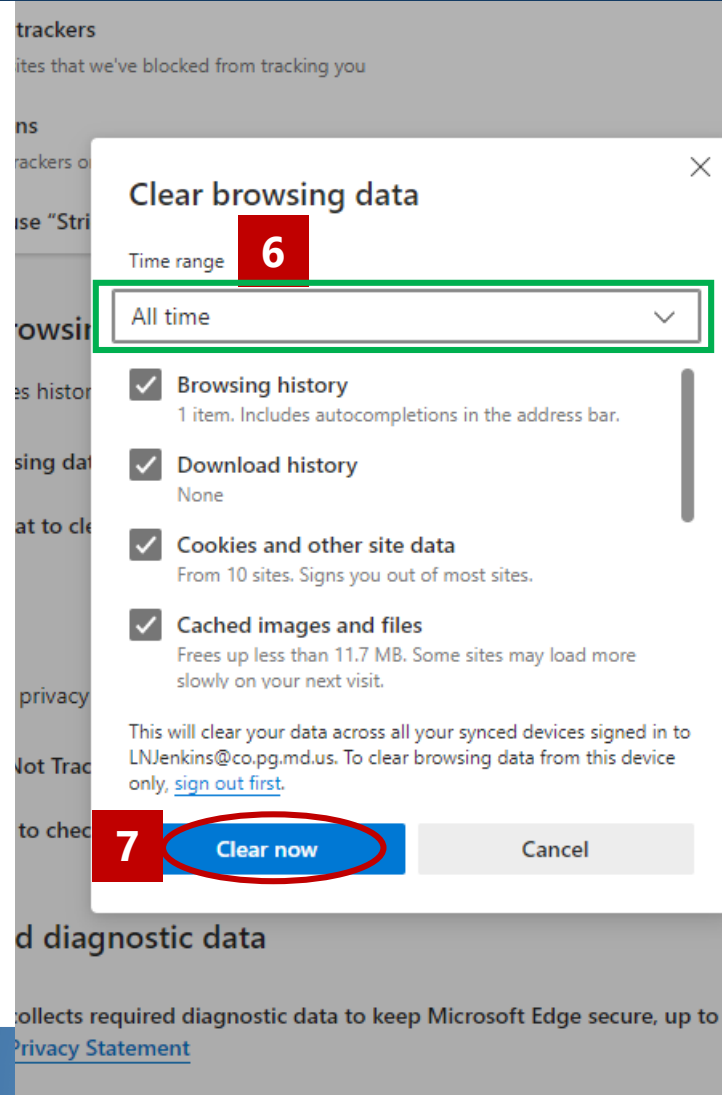 trackers
ites that we've blocked from tracking you
ns
rackers
Clear browsing data
use "Stri
6
Time range
All time
rowsi
es histor
Browsing history
1 item. Includes autocompletions in the address bar.
sing dat
Download history
None
at to cle
Cookies and other site data
From 10 sites. Signs you out of most sites.
Cached images and files
Frees up less than 11.7 MB. Some sites may load more
slowly on your next visit.
privacy
This will clear your data across all your synced devices signed in to
LNJenkins@co.pg.md.us. To clear browsing data from this device
only, sign out first.
Not Trac
to chec
7
Clear now
Cancel
d diagnostic data
collects required diagnostic data to keep Microsoft Edge secure, up to
Privacy Statement